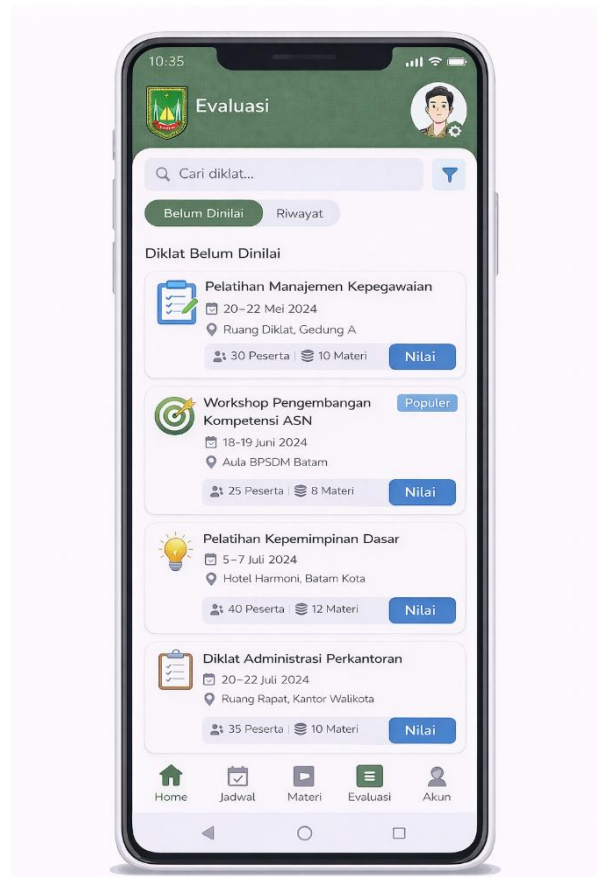 10:35
Evaluasi
Cari diklat...
Belum Dinilai
Riwayat
Diklat Belum Dinilai
Pelatihan Manajemen Kepegawaian
20–22 Mei 2024
Ruang Diklat, Gedung A
30 Peserta
10 Materi
Nilai
Workshop Pengembangan
Kompetensi ASN
Populer
18-19 Juni 2024
Aula BPSDM Batam
25 Peserta
8 Materi
Nilai
Pelatihan Kepemimpinan Dasar
5–7 Juli 2024
Hotel Harmoni, Batam Kota
40 Peserta
12 Materi
Nilai
Diklat Administrasi Perkantoran
20–22 Juli 2024
Ruang Rapat, Kantor Walikota
35 Peserta
10 Materi
Nilai
Home
Jadwal
Materi
Evaluasi
Akun